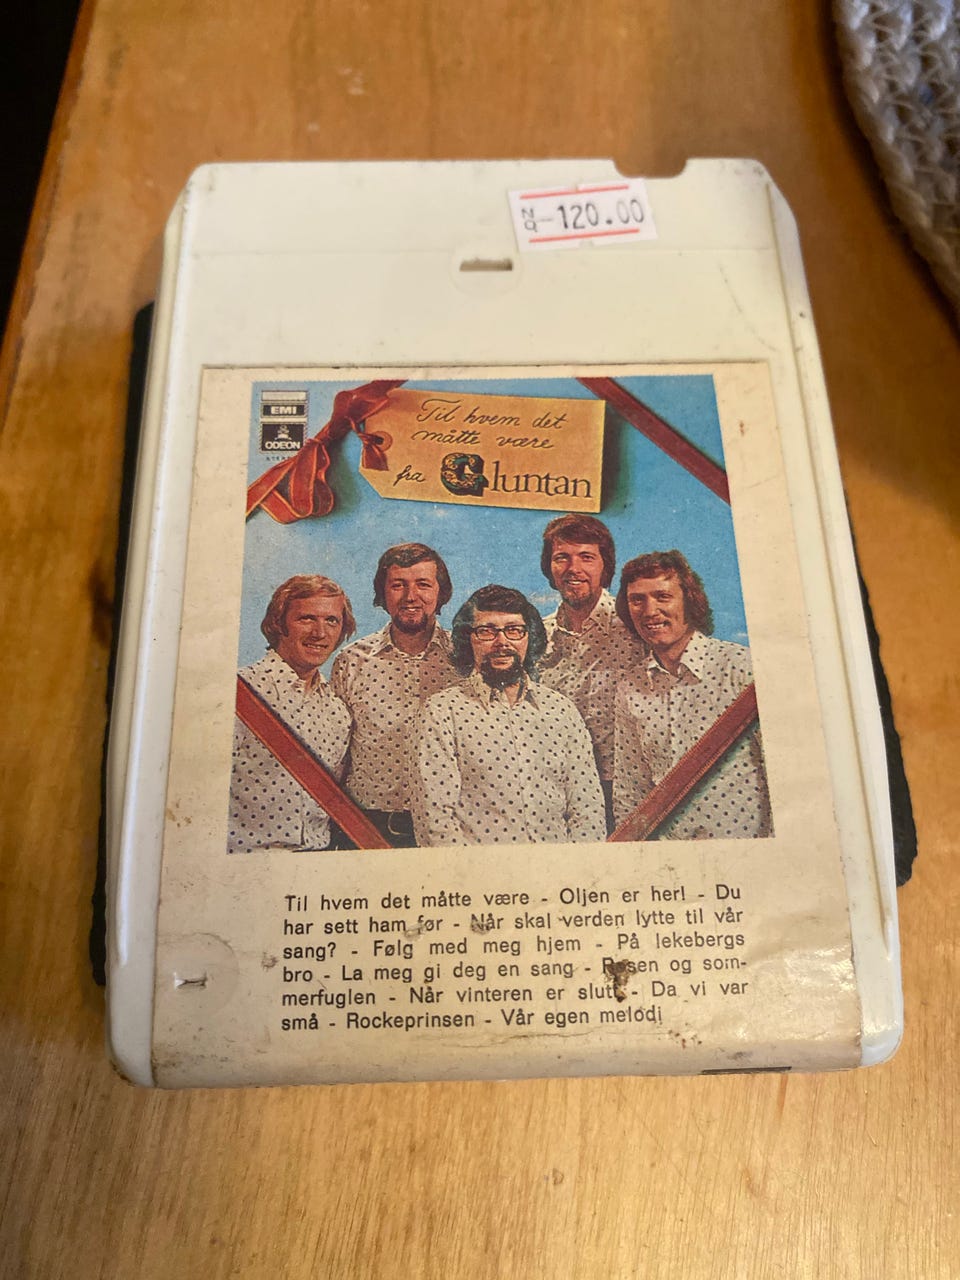 NQ -120.00
EMI
ODEON
STEREO
Til hvem det
måtte være
fra Gluntan
Til hvem det måtte være - Oljen er her! - Du
har sett ham før - Når skal verden lytte til vår
sang? - Følg med meg hjem - På lekebergs
bro - La meg gi deg en sang - Rosen og som-
merfuglen - Når vinteren er slutt - Da vi var
små - Rockeprinsen - Vår egen melodi